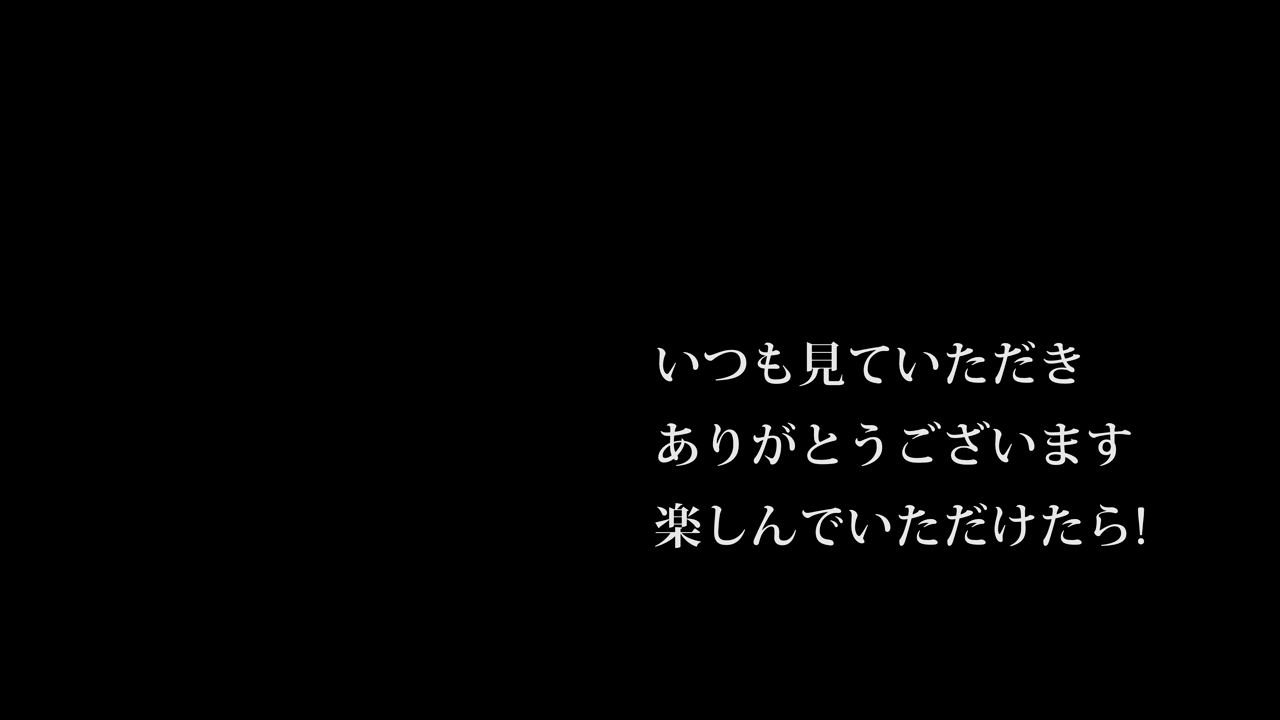 いつも見ていただき
ありがとうございます
楽しんでいただけたら!